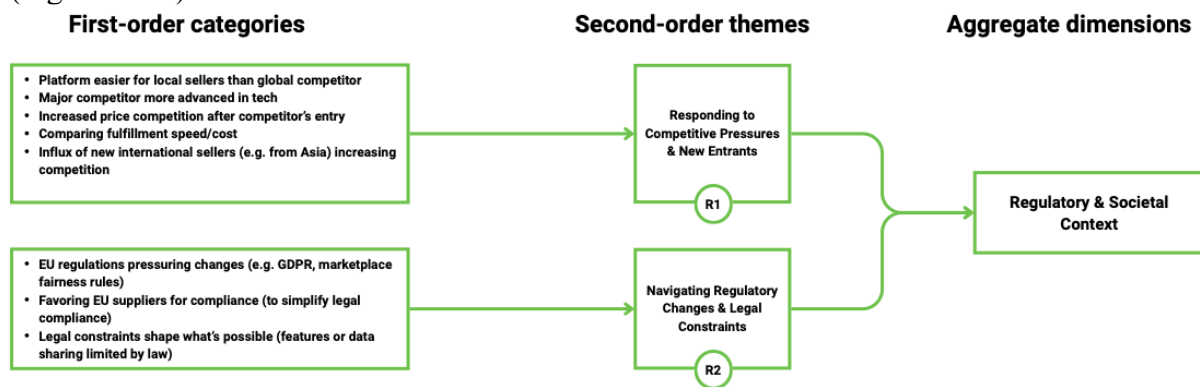 First-order categories
Second-order themes
Aggregate dimensions
• Platform easier for local sellers than global competitor
• Major competitor more advanced in tech
• Increased price competition after competitor's entry
• Comparing fulfillment speed/cost
• Influx of new international sellers (e.g. from Asia) increasing
competition
Responding to
Competitive Pressures
& New Entrants
R1
Regulatory & Societal
Context
• EU regulations pressuring changes (e.g. GDPR, marketplace
fairness rules)
• Favoring EU suppliers for compliance (to simplify legal
compliance)
• Legal constraints shape what's possible (features or data
sharing limited by law)
Navigating Regulatory
Changes & Legal
Constraints
R2